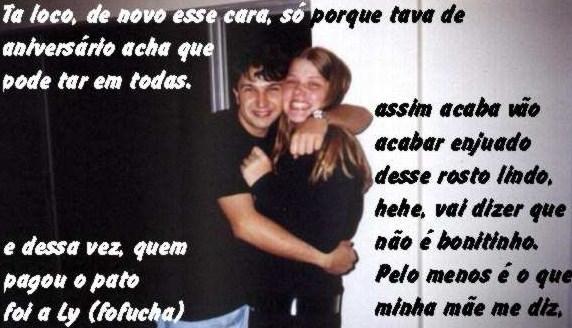 Ta loco, de novo esse cara, só porque tava de
aniversário acha que
pode tar em todas.
assim acaba vão
acabar enjuado
desse rosto lindo,
hehe, vai dizer que
não é bonitinho.
Pelo menos é o que
minha mãe me diz,
e dessa vez, quem
pagou o pato
foi a Ly (fofucha)